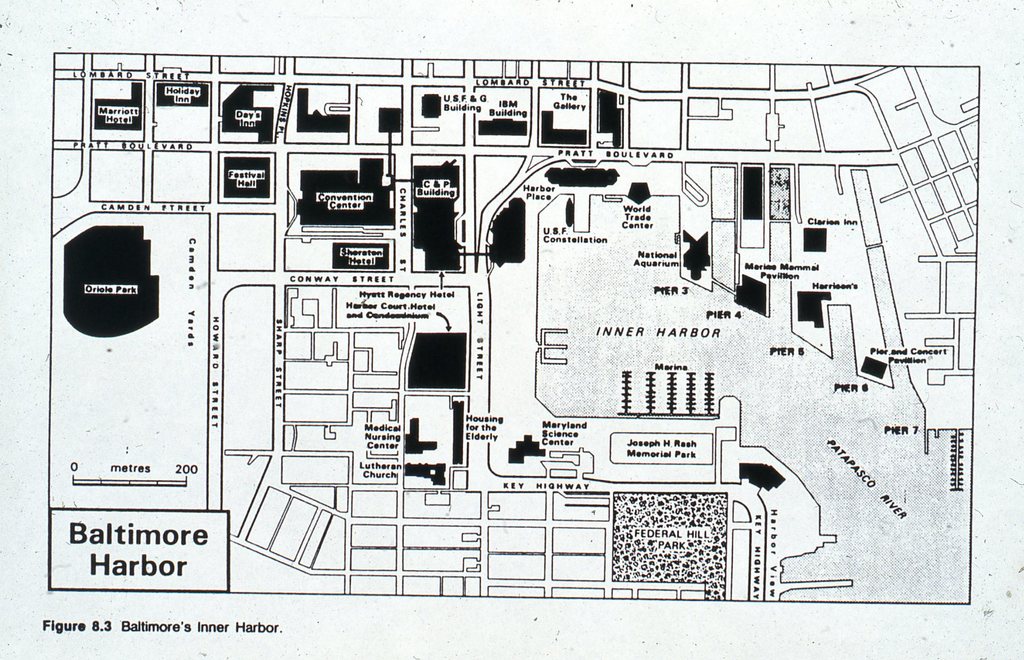 LOMBARD STREET
LOMBARD STREET
Holiday
Inn
Marriott
Hotel
Day's
Inn
HOPKINS PL.
U.S.F. & G.
Building
IBM
Building
The
Gallery
PRATT BOULEVARD
PRATT BOULEVARD
Festival
Hall
Convention
Center
CHARLES ST
C & P
Building
Harbor
Place
World
Trade
Center
U.S.F.
Constellation
Clarion Inn
CAMDEN FTREET
Oriole Park
Camden Yards
Sheraton
Hotel
National
Aquarium
Marine Mammal
Pavilion
Harrison's
CONWAY STREET
PIER 3
PIER 4
PIER 5
PIER 6
PIER 7
Hyatt Regency Hotel
Harbor Court Hotel
and Condominium
LIGHT STREET
INNER HARBOR
Pier and Concert
Pavillion
HOWARD STREET
SHARP STREET
Marina
Medical
Nursing
Center
Housing
for the
Elderly
Maryland
Science
Center
Joseph H. Rash
Memorial Park
PATAPASCO RIVER
Lutheran
Church
KEY HIGHWAY
0 metres 200
FEDERAL HILL
PARK
KEY HIGHWAY
Harbor View
Baltimore
Harbor
Figure 8.3 Baltimore's Inner Harbor.